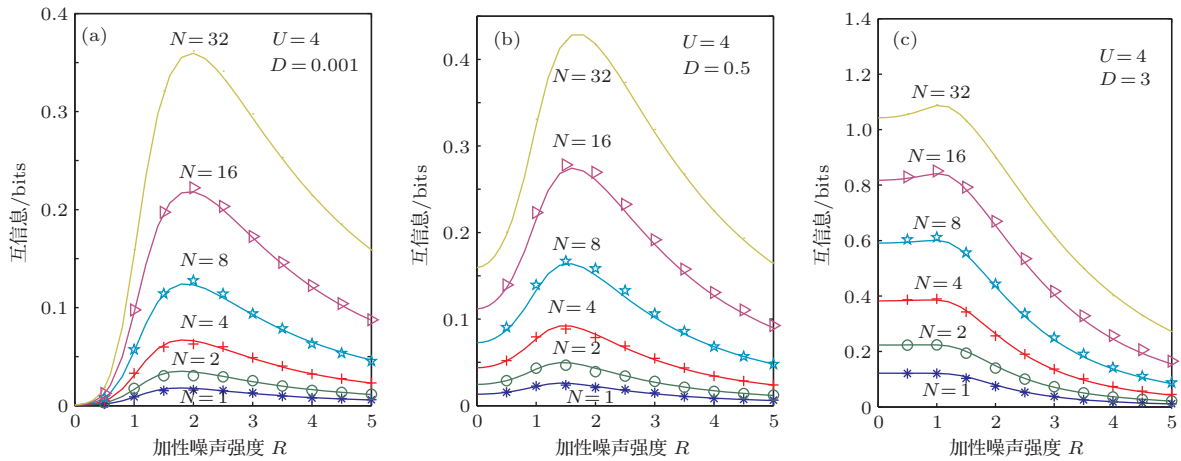 (a)
N = 32
U = 4
D = 0.001
N = 16
N = 8
N = 4
N = 2
N = 1
0.4
0.3
0.2
0.1
0
0 1 2 3 4 5
互信息/bits
加性噪声强度 R
(b)
U = 4
D = 0.5
N = 32
N = 16
N = 8
N = 4
N = 2
N = 1
0.4
0.3
0.2
0.1
0
0 1 2 3 4 5
互信息/bits
加性噪声强度 R
(c)
U = 4
D = 3
N = 32
N = 16
N = 8
N = 4
N = 2
N = 1
1.4
1.2
1.0
0.8
0.6
0.4
0.2
0
0 1 2 3 4 5
互信息/bits
加性噪声强度 R